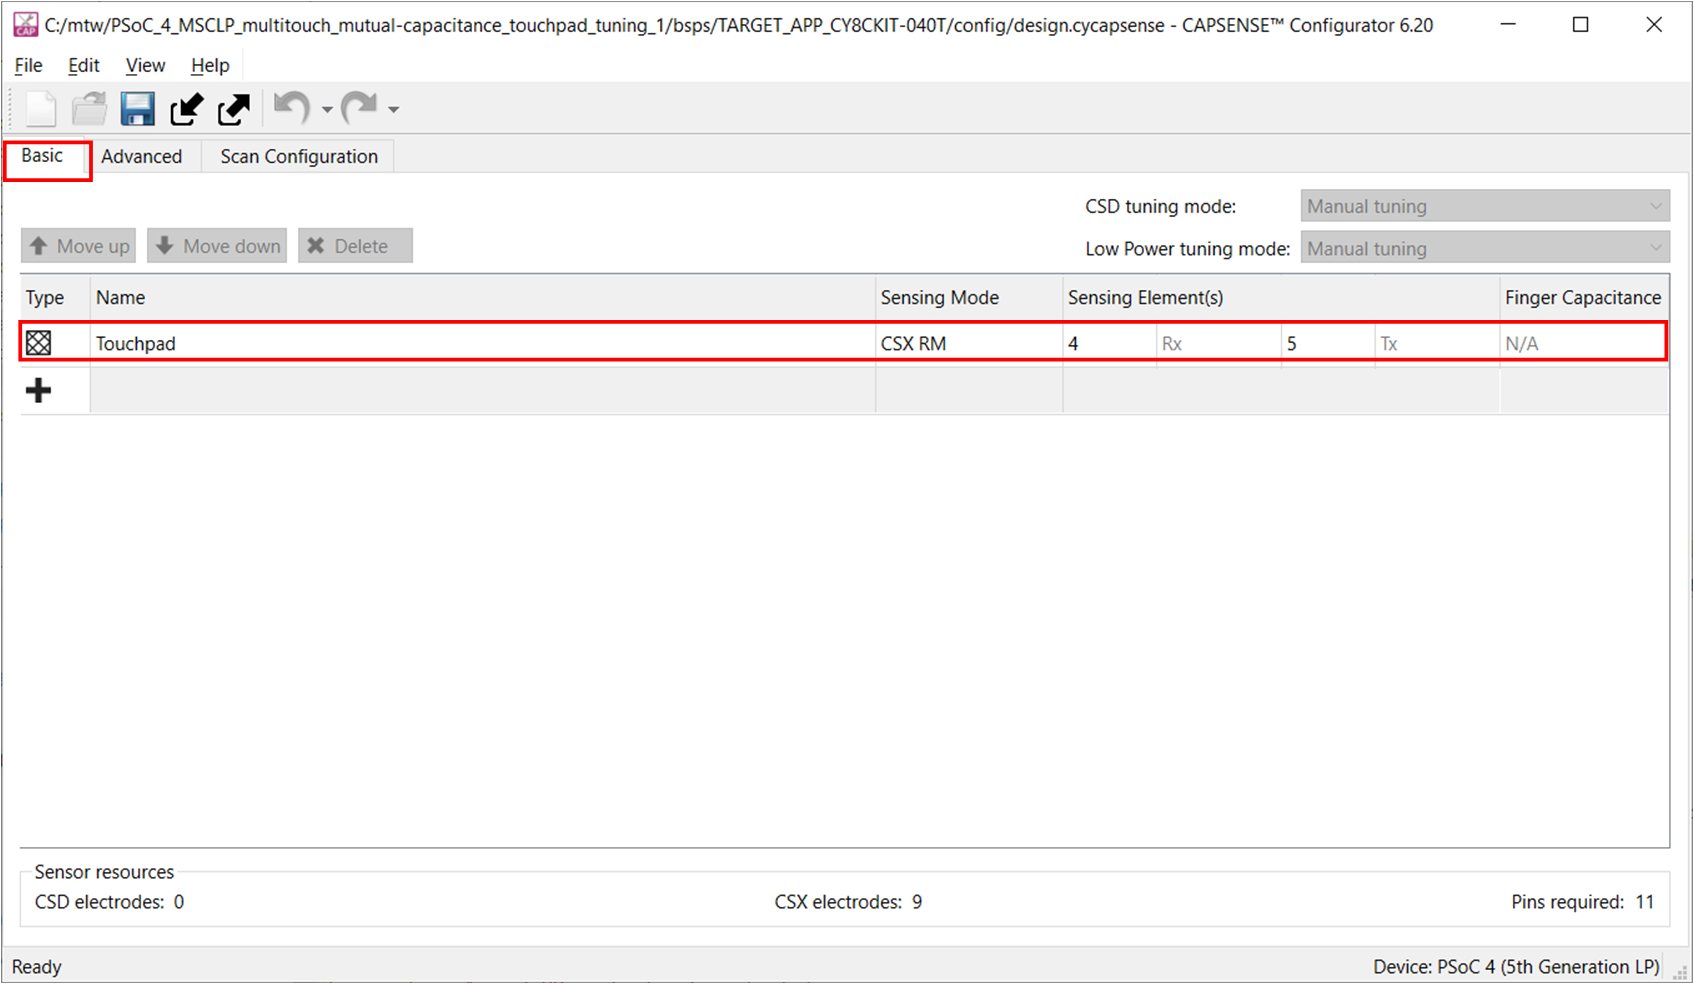 C:/mtw/PSoC_4_MSCLP_multitouch_mutual-capacitance_touchpad_tuning_1/bsps/TARGET_APP_CY8CKIT-040T/config/design.cycapsense - CAPSENSE™ Configurator 6.20
File Edit View Help
Basic Advanced Scan Configuration
CSD tuning mode: Manual tuning
Move up Move down Delete
Low Power tuning mode: Manual tuning
Type Name Sensing Mode Sensing Element(s) Finger Capacitance
Touchpad CSX RM 4 Rx 5 Tx N/A
Sensor resources
CSD electrodes: 0 CSX electrodes: 9 Pins required: 11
Ready Device: PSoC 4 (5th Generation LP)